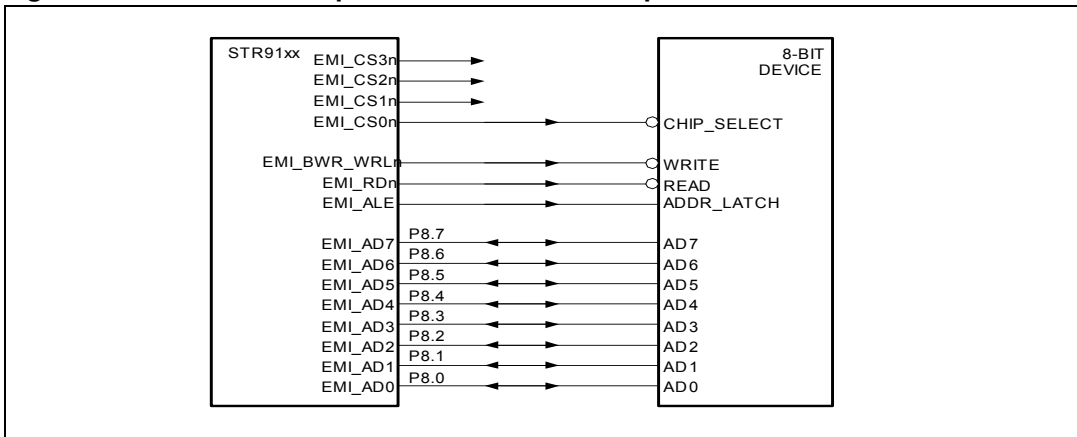 STR91xx
EMI_CS3n
EMI_CS2n
EMI_CS1n
EMI_CS0n
EMI_BWR_WRLn
EMI_RDn
EMI_ALE
EMI_AD7
EMI_AD6
EMI_AD5
EMI_AD4
EMI_AD3
EMI_AD2
EMI_AD1
EMI_AD0
P8.7
P8.6
P8.5
P8.4
P8.3
P8.2
P8.1
P8.0
8-BIT
DEVICE
CHIP_SELECT
WRITE
READ
ADDR_LATCH
AD7
AD6
AD5
AD4
AD3
AD2
AD1
AD0